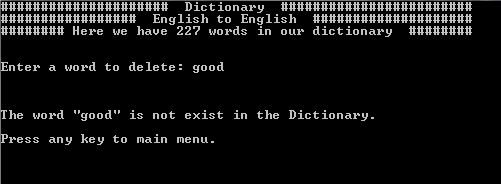 ##################### Dictionary ########################
################# English to English ####################
######## Here we have 227 words in our dictionary ########
Enter a word to delete: good
The word "good" is not exist in the Dictionary.
Press any key to main menu.